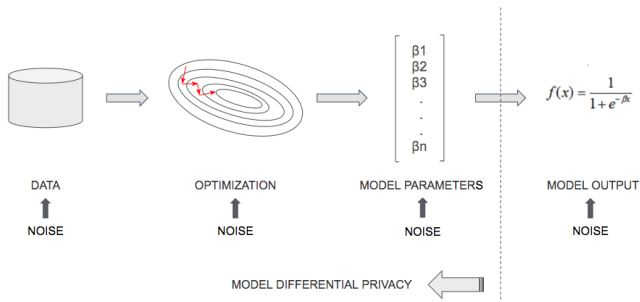 β1
β2
β3
.
.
.
βn
f(x) = 1 / 1 + e^-βx
DATA
OPTIMIZATION
MODEL PARAMETERS
MODEL OUTPUT
NOISE
NOISE
NOISE
NOISE
MODEL DIFFERENTIAL PRIVACY